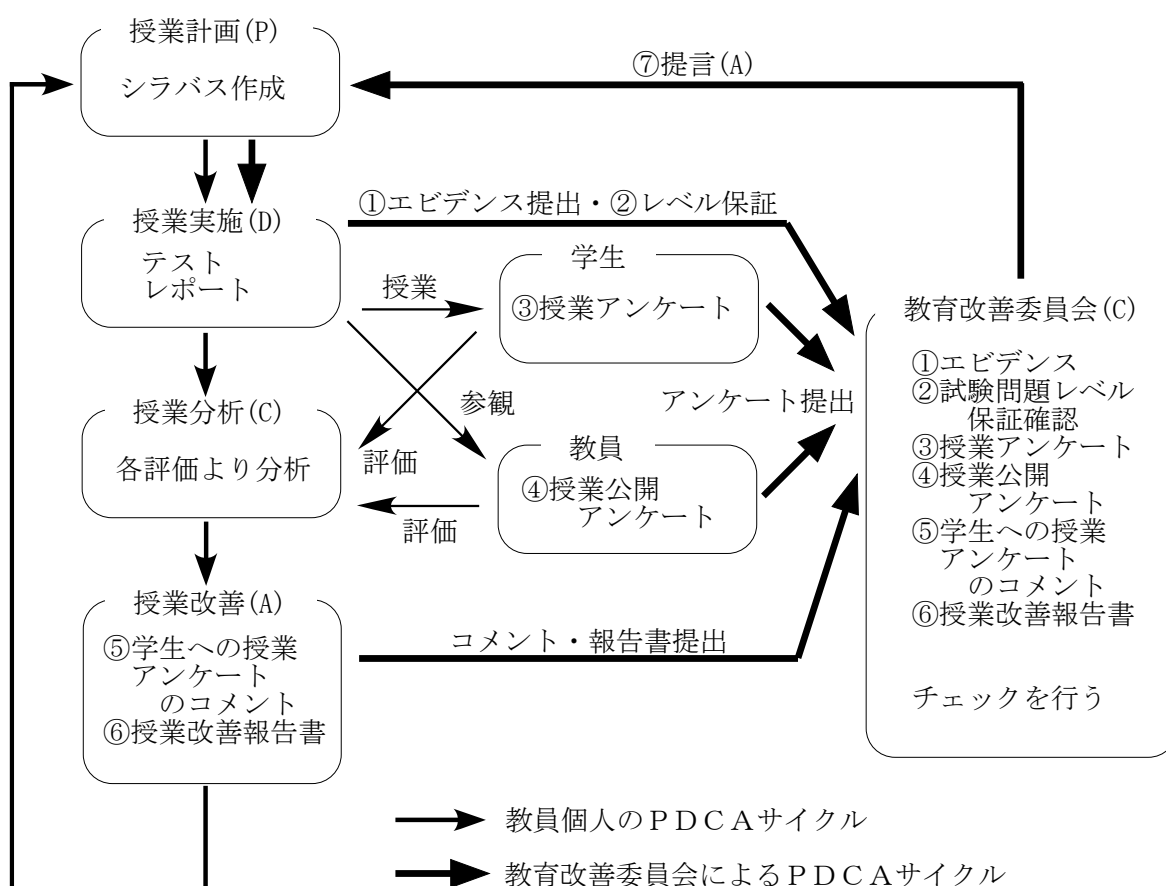 授業計画(P)
シラバス作成
⑦提言(A)
授業実施(D)
テスト
レポート
①エビデンス提出・②レベル保証
授業
学生
③授業アンケート
参観
アンケート提出
教育改善委員会(C)
①エビデンス
②試験問題レベル
保証確認
③授業アンケート
④授業公開
アンケート
⑤学生への授業
アンケート
のコメント
⑥授業改善報告書
チェックを行う
授業分析(C)
各評価より分析
評価
教員
④授業公開
アンケート
評価
授業改善(A)
⑤学生への授業
アンケート
のコメント
⑥授業改善報告書
コメント・報告書提出
教員個人のＰＤＣＡサイクル
教育改善委員会によるＰＤＣＡサイクル